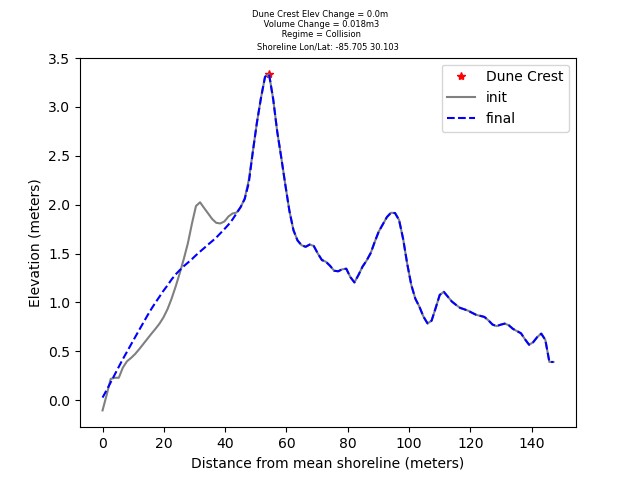 Dune Crest Elev Change = 0.0m
Volume Change = 0.018m3
Regime = Collision
Shoreline Lon/Lat: -85.705 30.103
3.5
3.0
2.5
2.0
1.5
1.0
0.5
0.0
Elevation (meters)
Dune Crest
init
final
0 20 40 60 80 100 120 140
Distance from mean shoreline (meters)